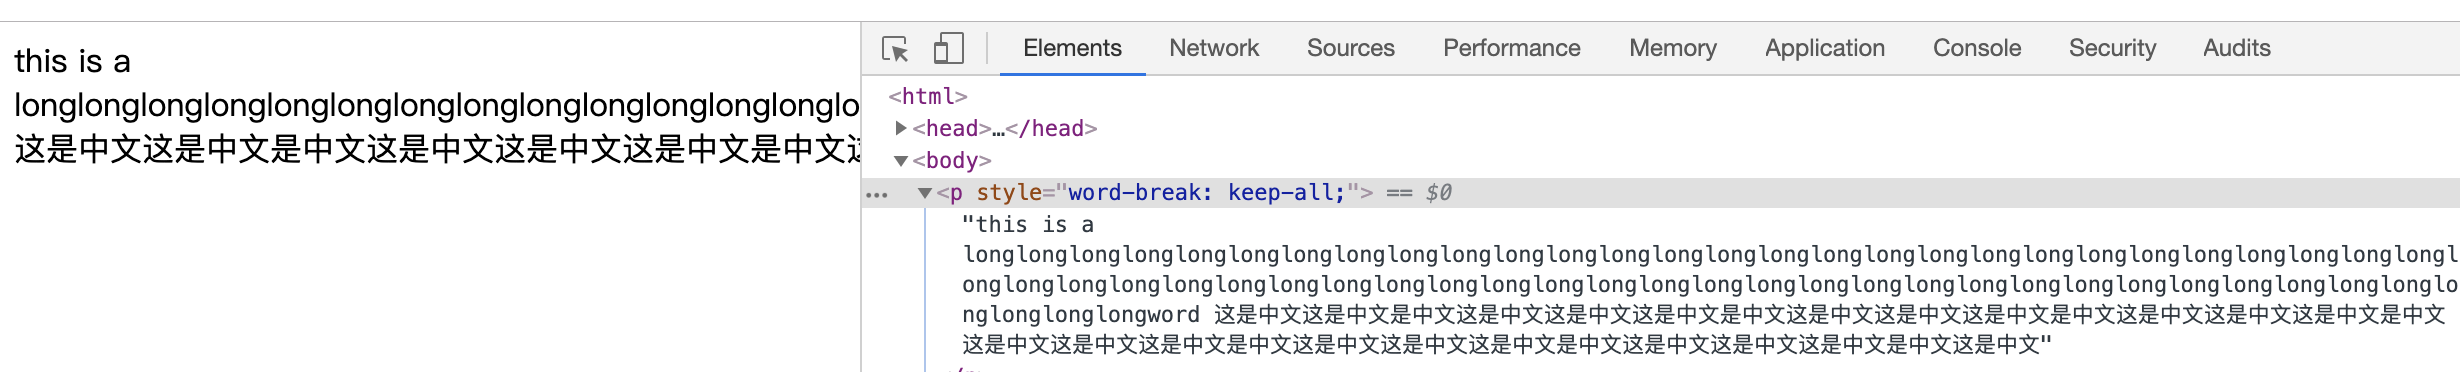 this is a
longlonglonglonglonglonglonglonglonglonglonglonglonglo
这是中文这是中文是中文这是中文这是中文这是中文是中文这
Elements Network Sources Performance Memory Application Console Security Audits
<html>
<head>…</head>
<body>
<p style="word-break: keep-all;"> == $0
"this is a
longlonglonglonglonglonglonglonglonglonglonglonglonglonglonglonglonglonglonglonglonglonglonglonglonglonglonglongl
onglonglonglonglonglonglonglonglonglonglonglonglonglonglonglonglonglonglonglonglonglonglonglonglonglonglonglonglo
nglonglonglongword 这是中文这是中文是中文这是中文这是中文这是中文是中文这是中文这是中文这是中文是中文这是中文这是中文这是中文是中文
这是中文这是中文这是中文是中文这是中文这是中文这是中文是中文这是中文这是中文这是中文是中文这是中文"